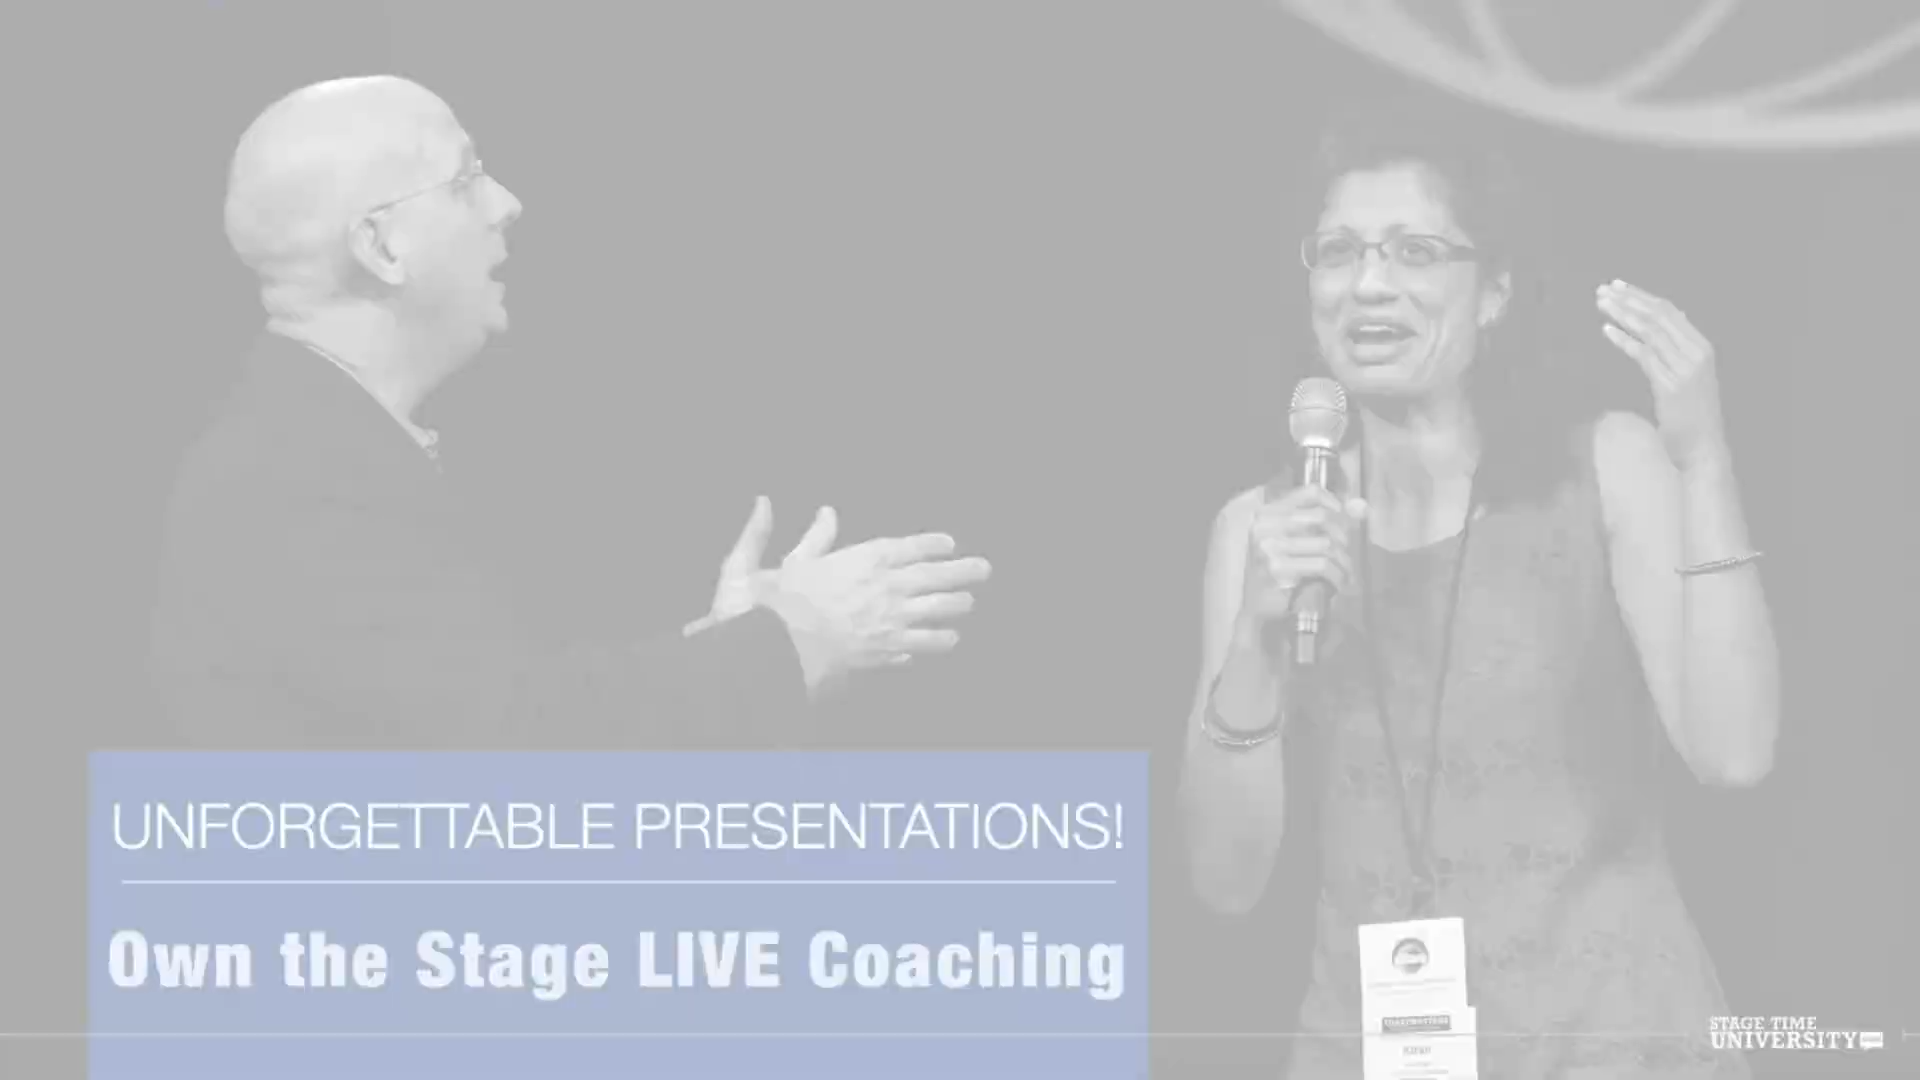 UNFORGETTABLE PRESENTATIONS!
Own the Stage LIVE Coaching
STAGE TIME
UNIVERSITY